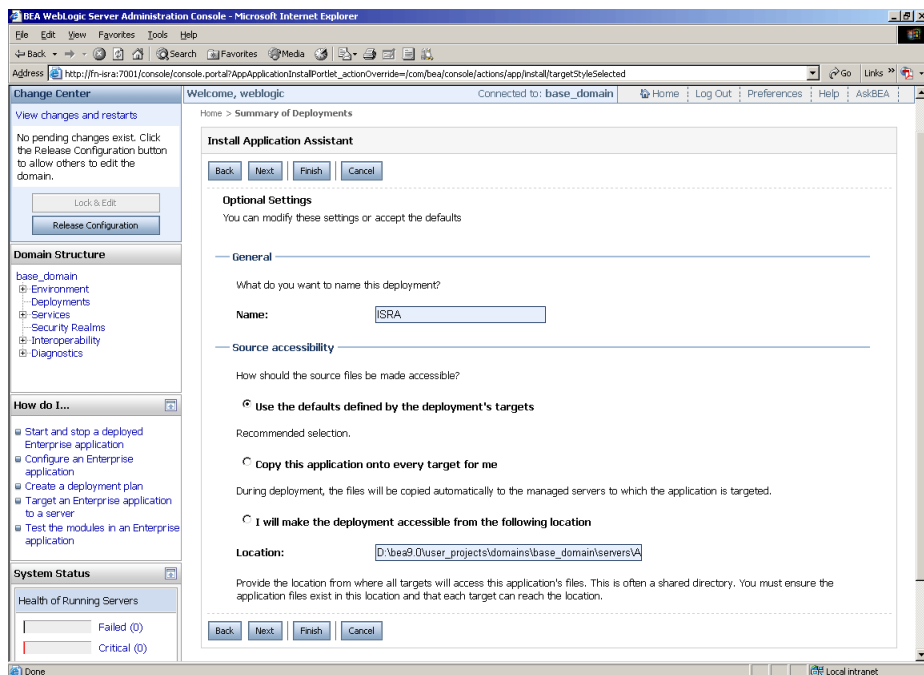 BEA WebLogic Server Administration Console - Microsoft Internet Explorer
File Edit View Favorites Tools Help
Back Search Favorites Media
Address http://fn-isra:7001/console/console.portal?AppApplicationInstallPortlet_actionOverride=/com/bea/console/actions/app/install/targetStyleSelected Go Links »
Change Center
View changes and restarts
No pending changes exist. Click
the Release Configuration button
to allow others to edit the
domain.
Lock & Edit
Release Configuration
Domain Structure
base_domain
Environment
Deployments
Services
Security Realms
Interoperability
Diagnostics
How do I...
Start and stop a deployed
Enterprise application
Configure an Enterprise
application
Create a deployment plan
Target an Enterprise application
to a server
Test the modules in an Enterprise
application
System Status
Health of Running Servers
Failed (0)
Critical (0)
Welcome, weblogic Connected to: base_domain Home Log Out Preferences Help AskBEA
Home > Summary of Deployments
Install Application Assistant
Back Next Finish Cancel
Optional Settings
You can modify these settings or accept the defaults
General
What do you want to name this deployment?
Name: ISRA
Source accessibility
How should the source files be made accessible?
Use the defaults defined by the deployment's targets
Recommended selection.
Copy this application onto every target for me
During deployment, the files will be copied automatically to the managed servers to which the application is targeted.
I will make the deployment accessible from the following location
Location: D:\bea9.0\user_projects\domains\base_domain\servers\A
Provide the location from where all targets will access this application's files. This is often a shared directory. You must ensure the
application files exist in this location and that each target can reach the location.
Back Next Finish Cancel
Done Local intranet